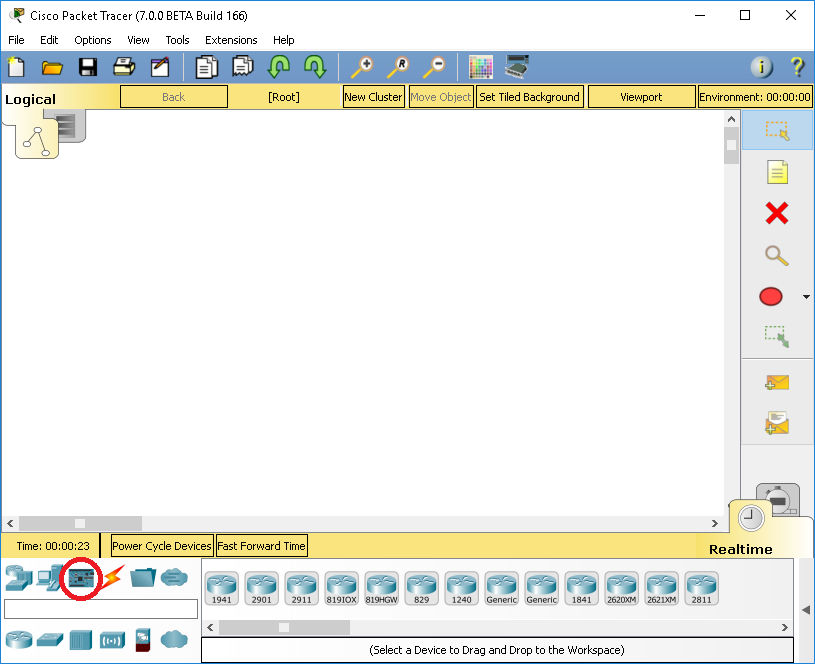 Cisco Packet Tracer (7.0.0 BETA Build 166)
File Edit Options View Tools Extensions Help
R i ?
Logical Back [Root] New Cluster Move Object Set Tiled Background Viewport Environment: 00:00:00
Time: 00:00:23 Power Cycle Devices Fast Forward Time
Realtime
1941 2901 2911 819IOX 819HGW 829 1240 Generic Generic 1841 2620XM 2621XM 2811
(Select a Device to Drag and Drop to the Workspace)